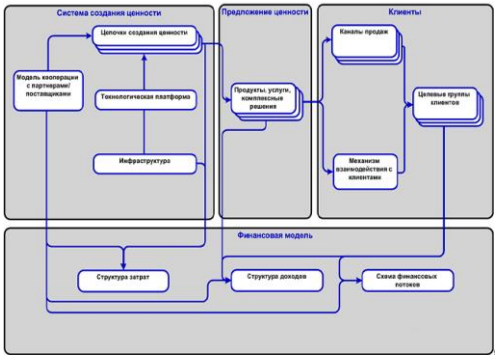 Система создания ценности
Предложение ценности
Клиенты
Цепочки создания ценности
Каналы продаж
Модель кооперации
с партнерами/
поставщиками
Технологическая платформа
Продукты, услуги,
комплексные
решения
Целевые группы
клиентов
Инфраструктура
Механизм
взаимодействия с
клиентами
Финансовая модель
Структура затрат
Структура доходов
Схема финансовых
потоков